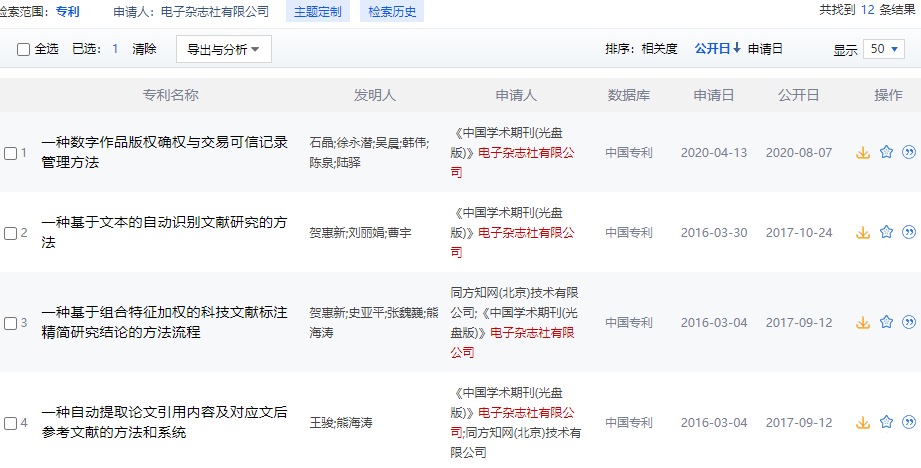 检索范围：专利 申请人：电子杂志社有限公司 主题定制 检索历史 共找到 12 条结果
全选 已选：1 清除 导出与分析 排序：相关度 公开日 申请日 显示 50
专利名称 发明人 申请人 数据库 申请日 公开日 操作
1 一种数字作品版权确权与交易可信记录
管理方法
石晶;徐永潜;吴晨;韩伟;
陈泉;陆驿
《中国学术期刊(光盘
版)》电子杂志社有限公
司
中国专利 2020-04-13 2020-08-07
2 一种基于文本的自动识别文献研究的方
法
贺惠新;刘丽娟;曹宇
《中国学术期刊(光盘
版)》电子杂志社有限公
司
中国专利 2016-03-30 2017-10-24
3 一种基于组合特征加权的科技文献标注
精简研究结论的方法流程
贺惠新;史亚平;张魏巍;熊
海涛
同方知网(北京)技术有限
公司;《中国学术期刊(光
盘版)》电子杂志社有限
公司
中国专利 2016-03-04 2017-09-12
4 一种自动提取论文引用内容及对应文后
参考文献的方法和系统
王骏;熊海涛
《中国学术期刊(光盘
版)》电子杂志社有限公
司;同方知网(北京)技术有
限公司
中国专利 2016-03-04 2017-09-12